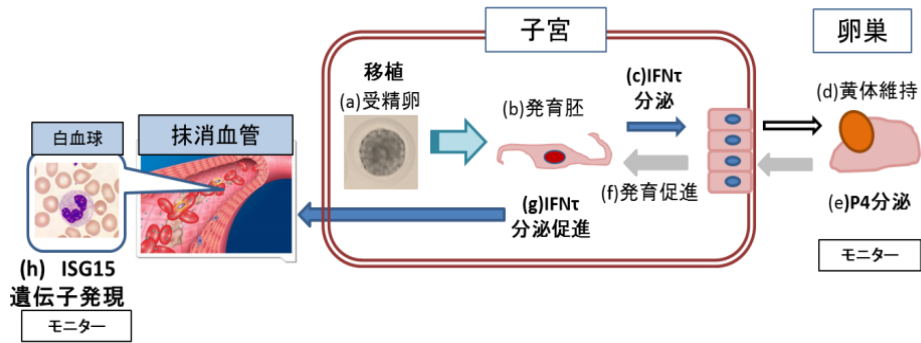 子宮
卵巣
移植
(a)受精卵
(b)発育胚
(c)IFNτ
分泌
(d)黄体維持
白血球
抹消血管
(f)発育促進
(g)IFNτ
分泌促進
(e)P4分泌
モニター
(h) ISG15
遺伝子発現
モニター